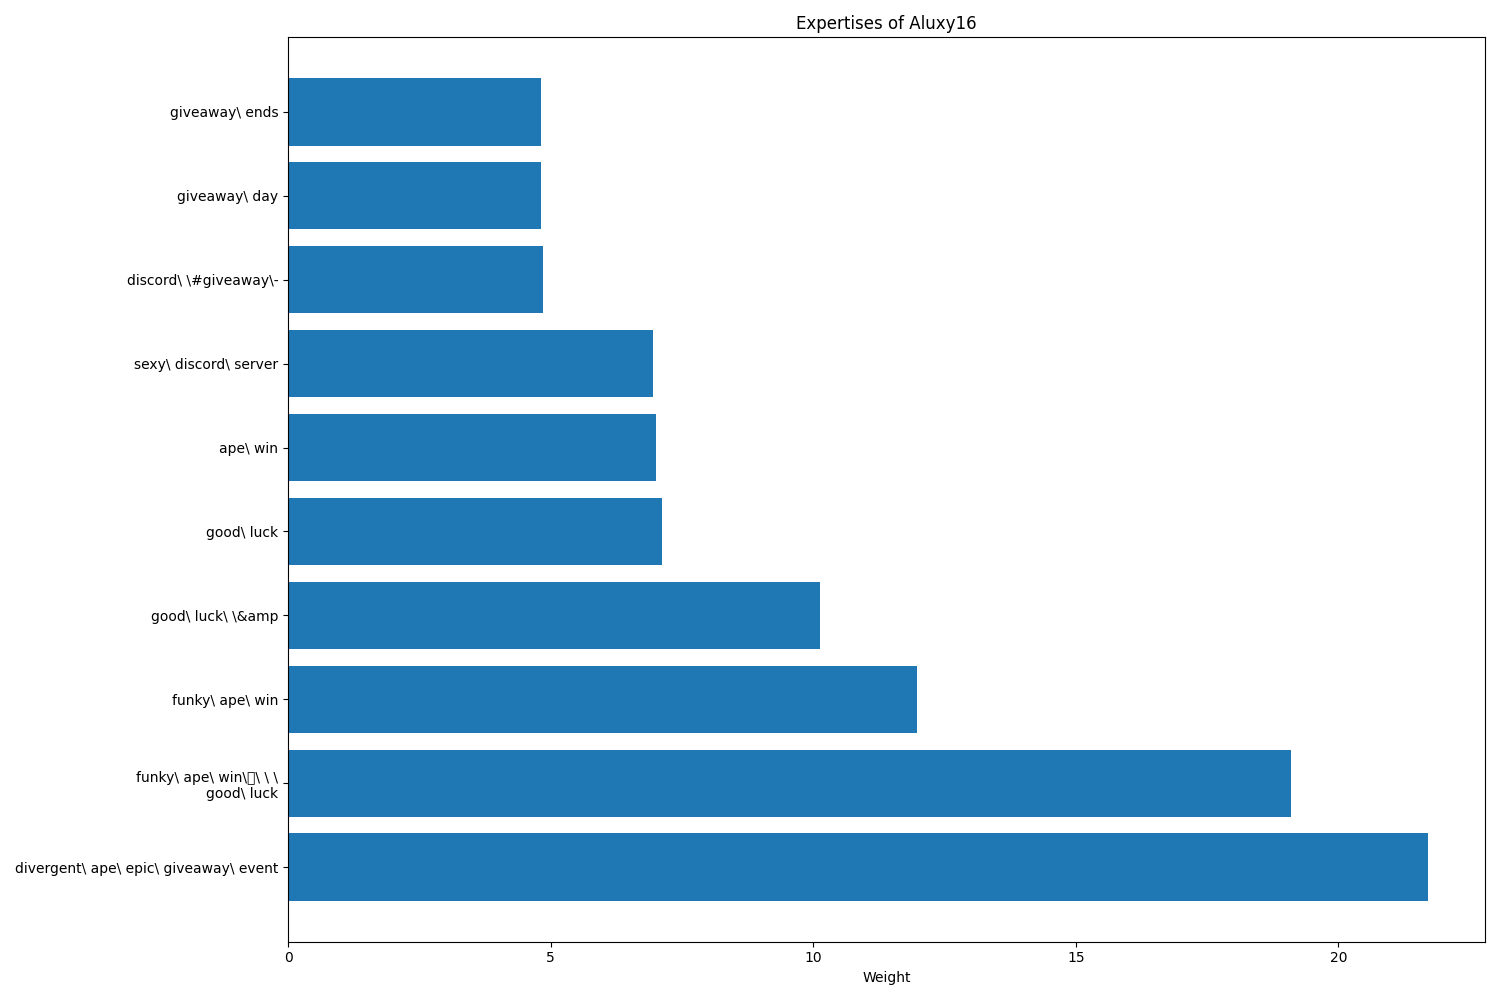 Expertises of Aluxy16
giveaway\ ends
giveaway\ day
discord\ \#giveaway\-
sexy\ discord\ server
ape\ win
good\ luck
good\ luck\ \&amp
funky\ ape\ win
funky\ ape\ win\▯\ \ \
good\ luck
divergent\ ape\ epic\ giveaway\ event
0 5 10 15 20
Weight